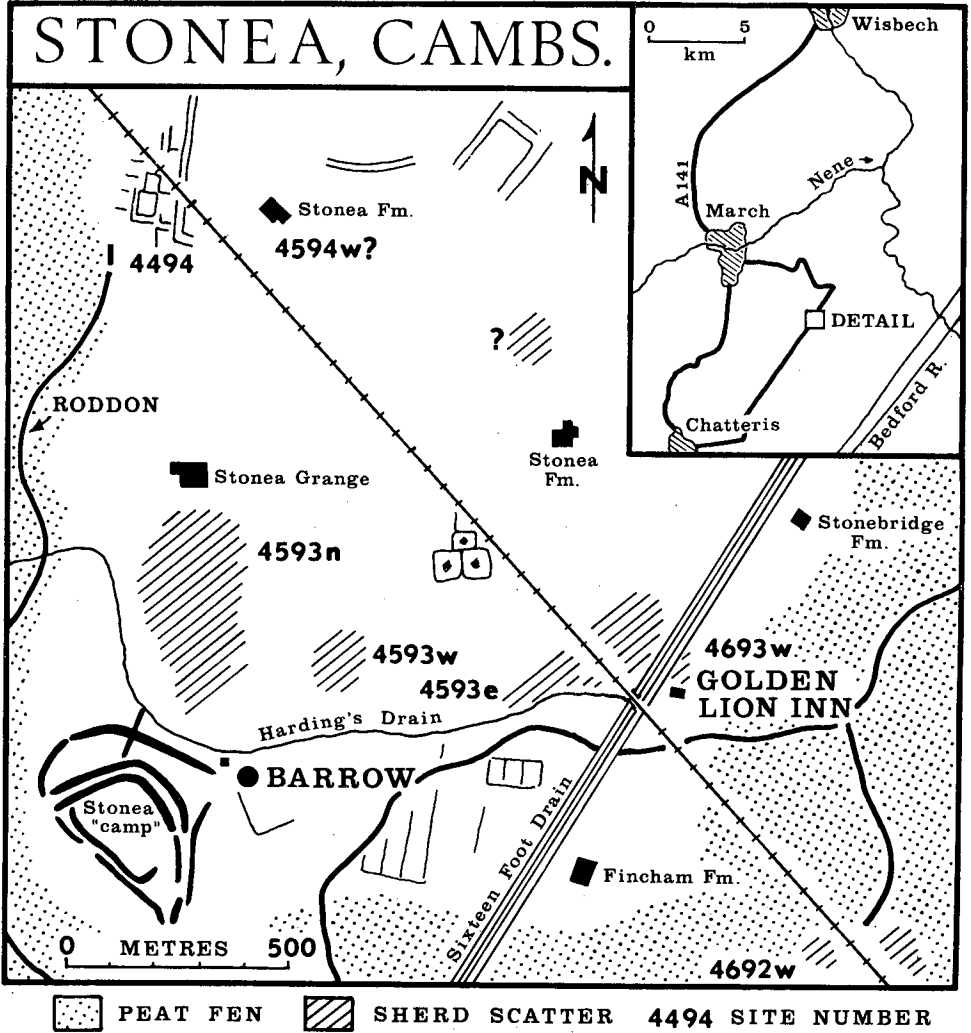 STONEA, CAMBS.
0 5
km
Wisbech
A141
Nene
March
DETAIL
Chatteris
Bedford R.
N
Stonea Fm.
4594w?
4494
?
RODDON
Stonea
Fm.
Stonea Grange
Stonebridge
Fm.
4593n
4593w
4593e
4693w
GOLDEN
LION INN
Harding's Drain
BARROW
Stonea
"camp"
Sixteen Foot Drain
Fincham Fm.
0 METRES 500
4692w
PEAT FEN SHERD SCATTER 4494 SITE NUMBER